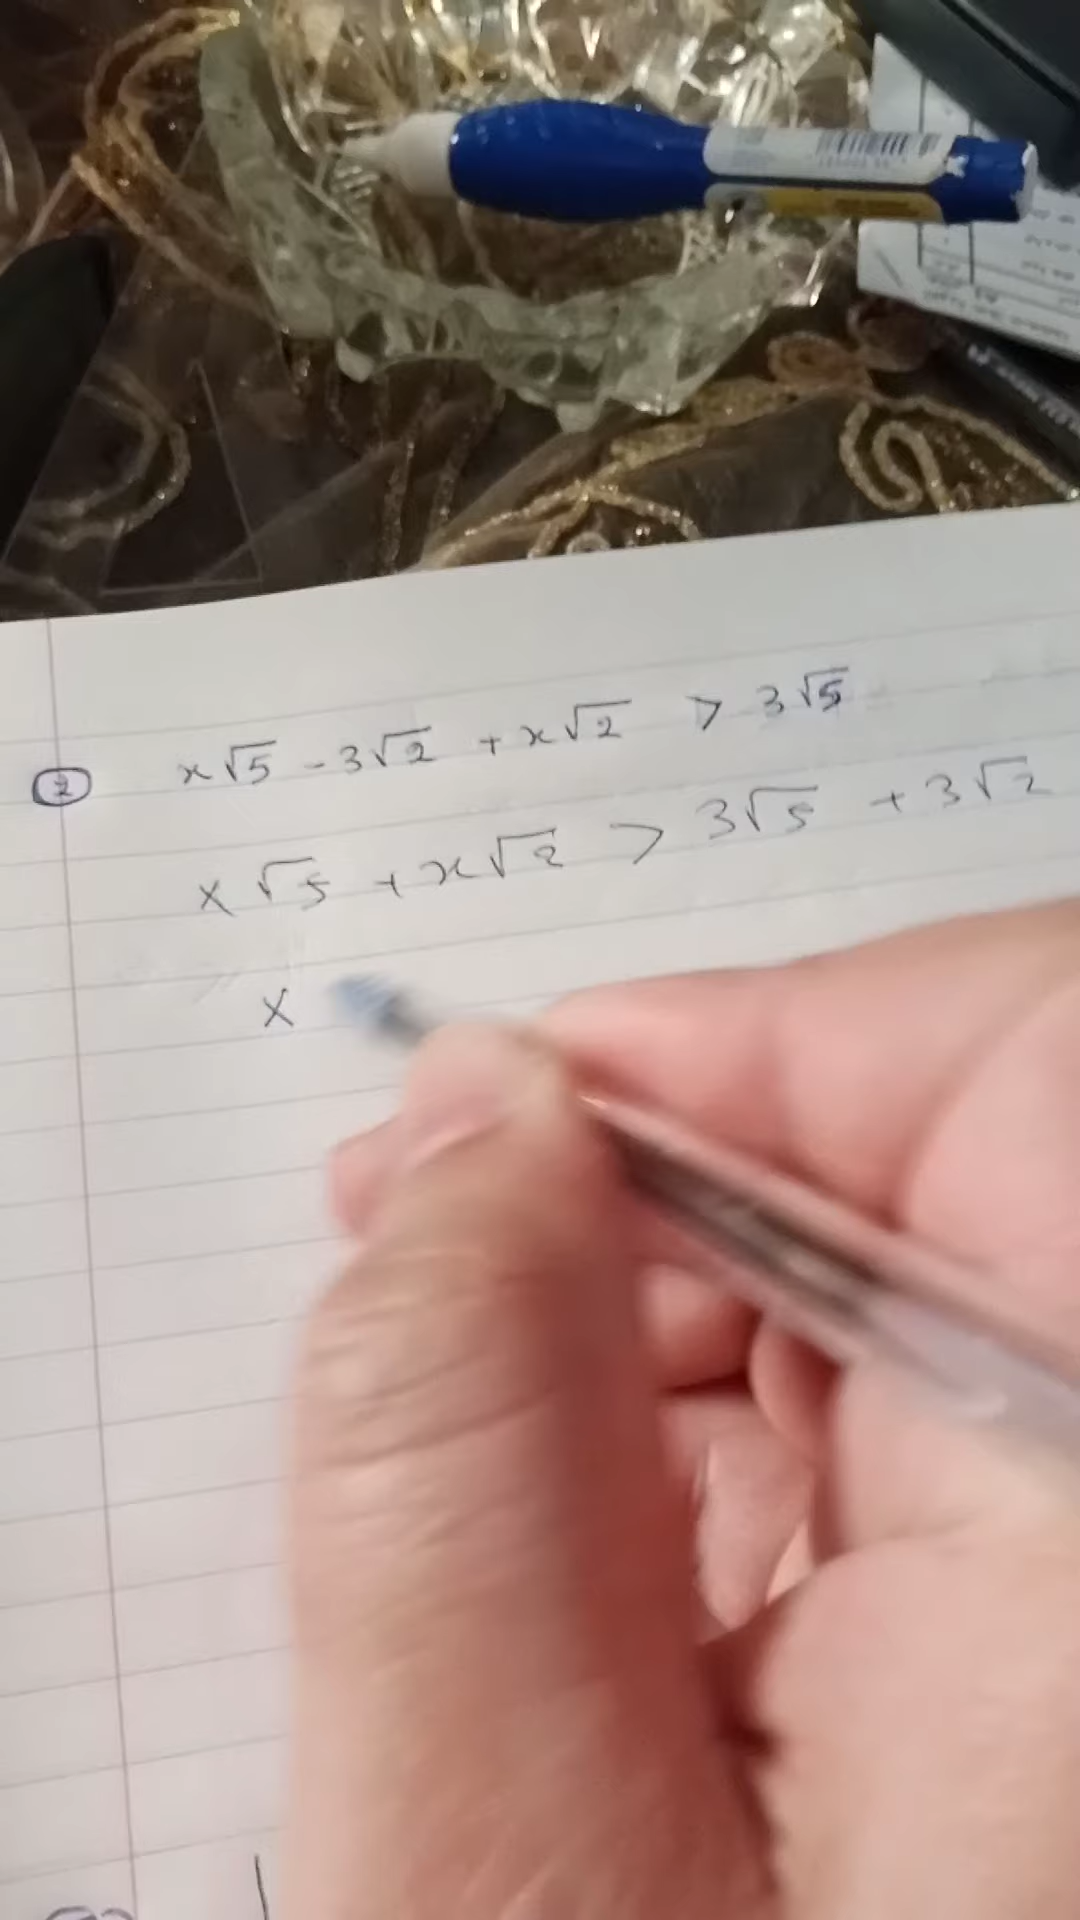 2 x√5 - 3√2 + x√2 > 3√5
x√5 + x√2 > 3√5 + 3√2
x